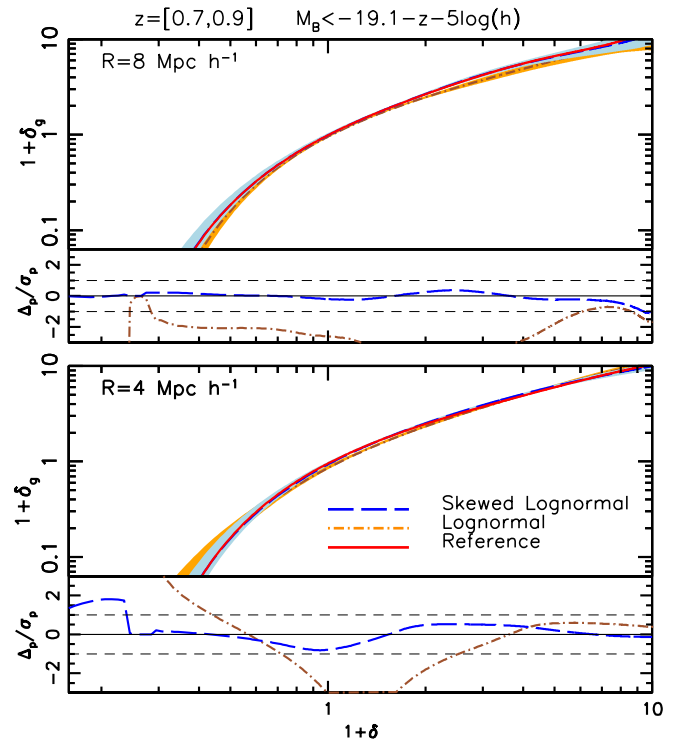 z=[0.7,0.9] M_B<-19.1-z-5log(h)
10
R=8 Mpc h⁻¹
1+δ_g
1
0.1
2
Δ_p/σ_p
0
-2
10
R=4 Mpc h⁻¹
1+δ_g
1
Skewed Lognormal
Lognormal
Reference
0.1
2
Δ_p/σ_p
0
-2
1 10
1+δ